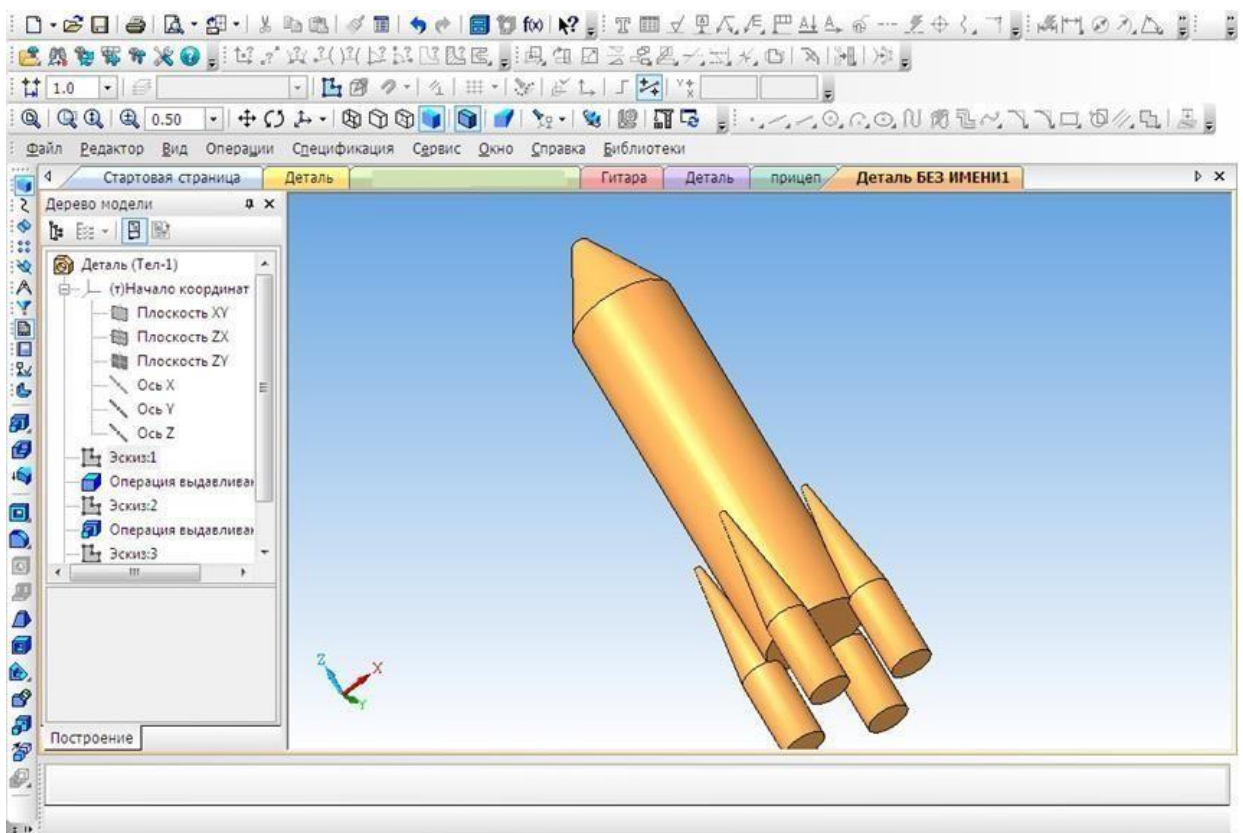 1.0
0.50
Файл Редактор Вид Операции Спецификация Сервис Окно Справка Библиотеки
Стартовая страница Деталь Гитара Деталь прицеп Деталь БЕЗ ИМЕНИ1
Дерево модели
Деталь (Тел-1)
(т)Начало координат
Плоскость XY
Плоскость ZX
Плоскость ZY
Ось X
Ось Y
Ось Z
Эскиз:1
Операция выдавливан
Эскиз:2
Операция выдавливан
Эскиз:3
Построение
Z X
Y